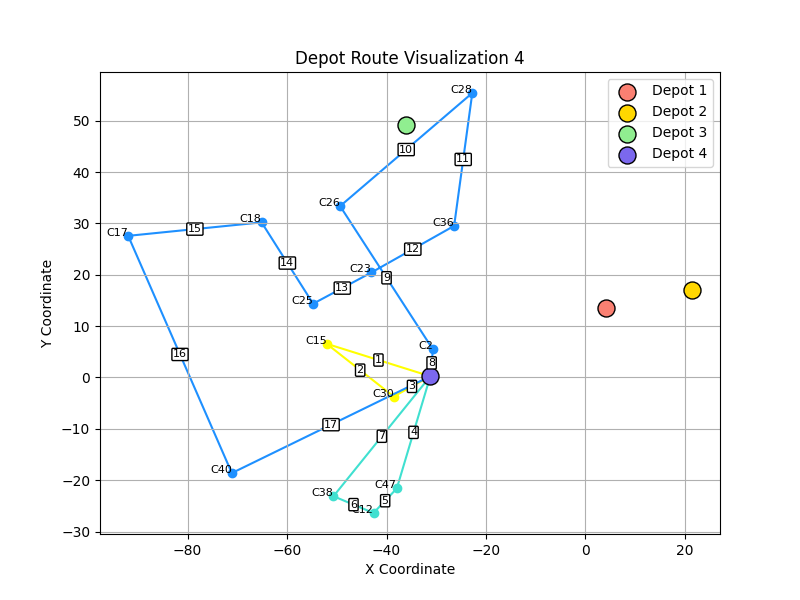 Depot Route Visualization 4
Depot 1
Depot 2
Depot 3
Depot 4
Y Coordinate
50
40
30
20
10
0
−10
−20
−30
C28
10
11
C26
C36
C18
C17
15
12
14
C23
9
13
C25
C2
C15
16
1
8
2
3
C30
17
4
7
C40
C47
C38
5
6
C12
−80
−60
−40
−20
0
20
X Coordinate